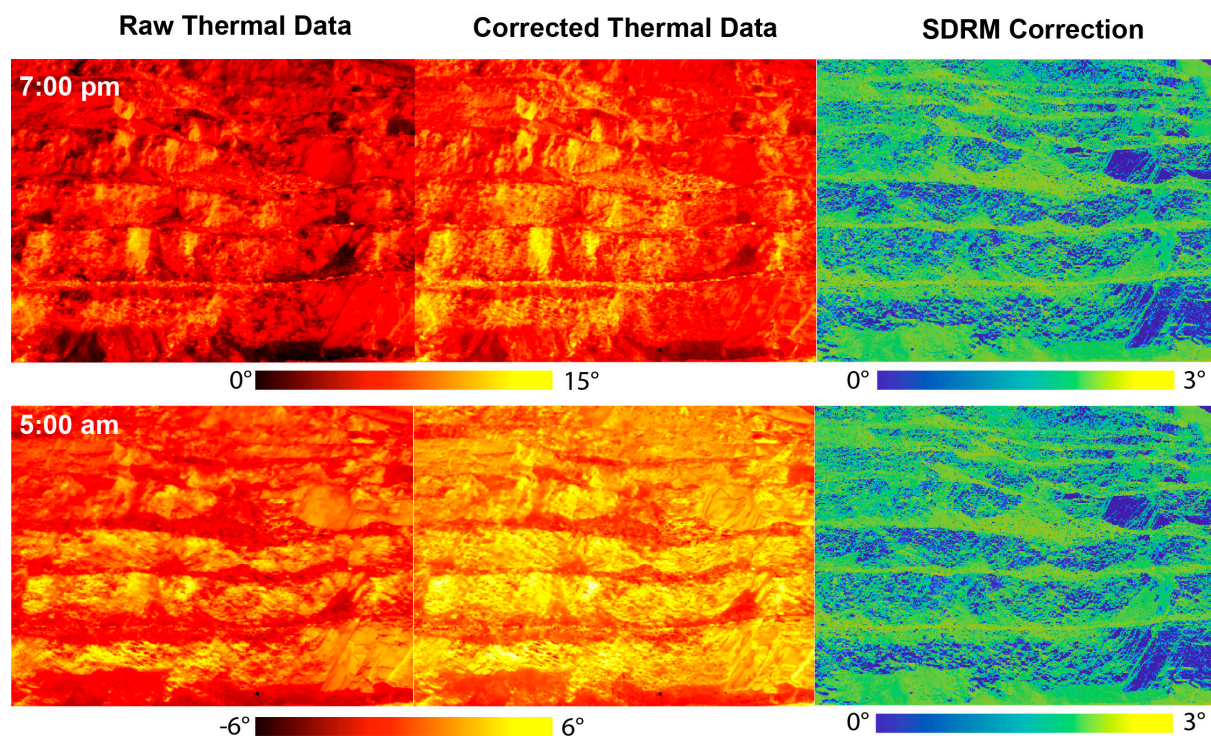 Raw Thermal Data
Corrected Thermal Data
SDRM Correction
7:00 pm
0° 15°
0° 3°
5:00 am
-6° 6°
0° 3°